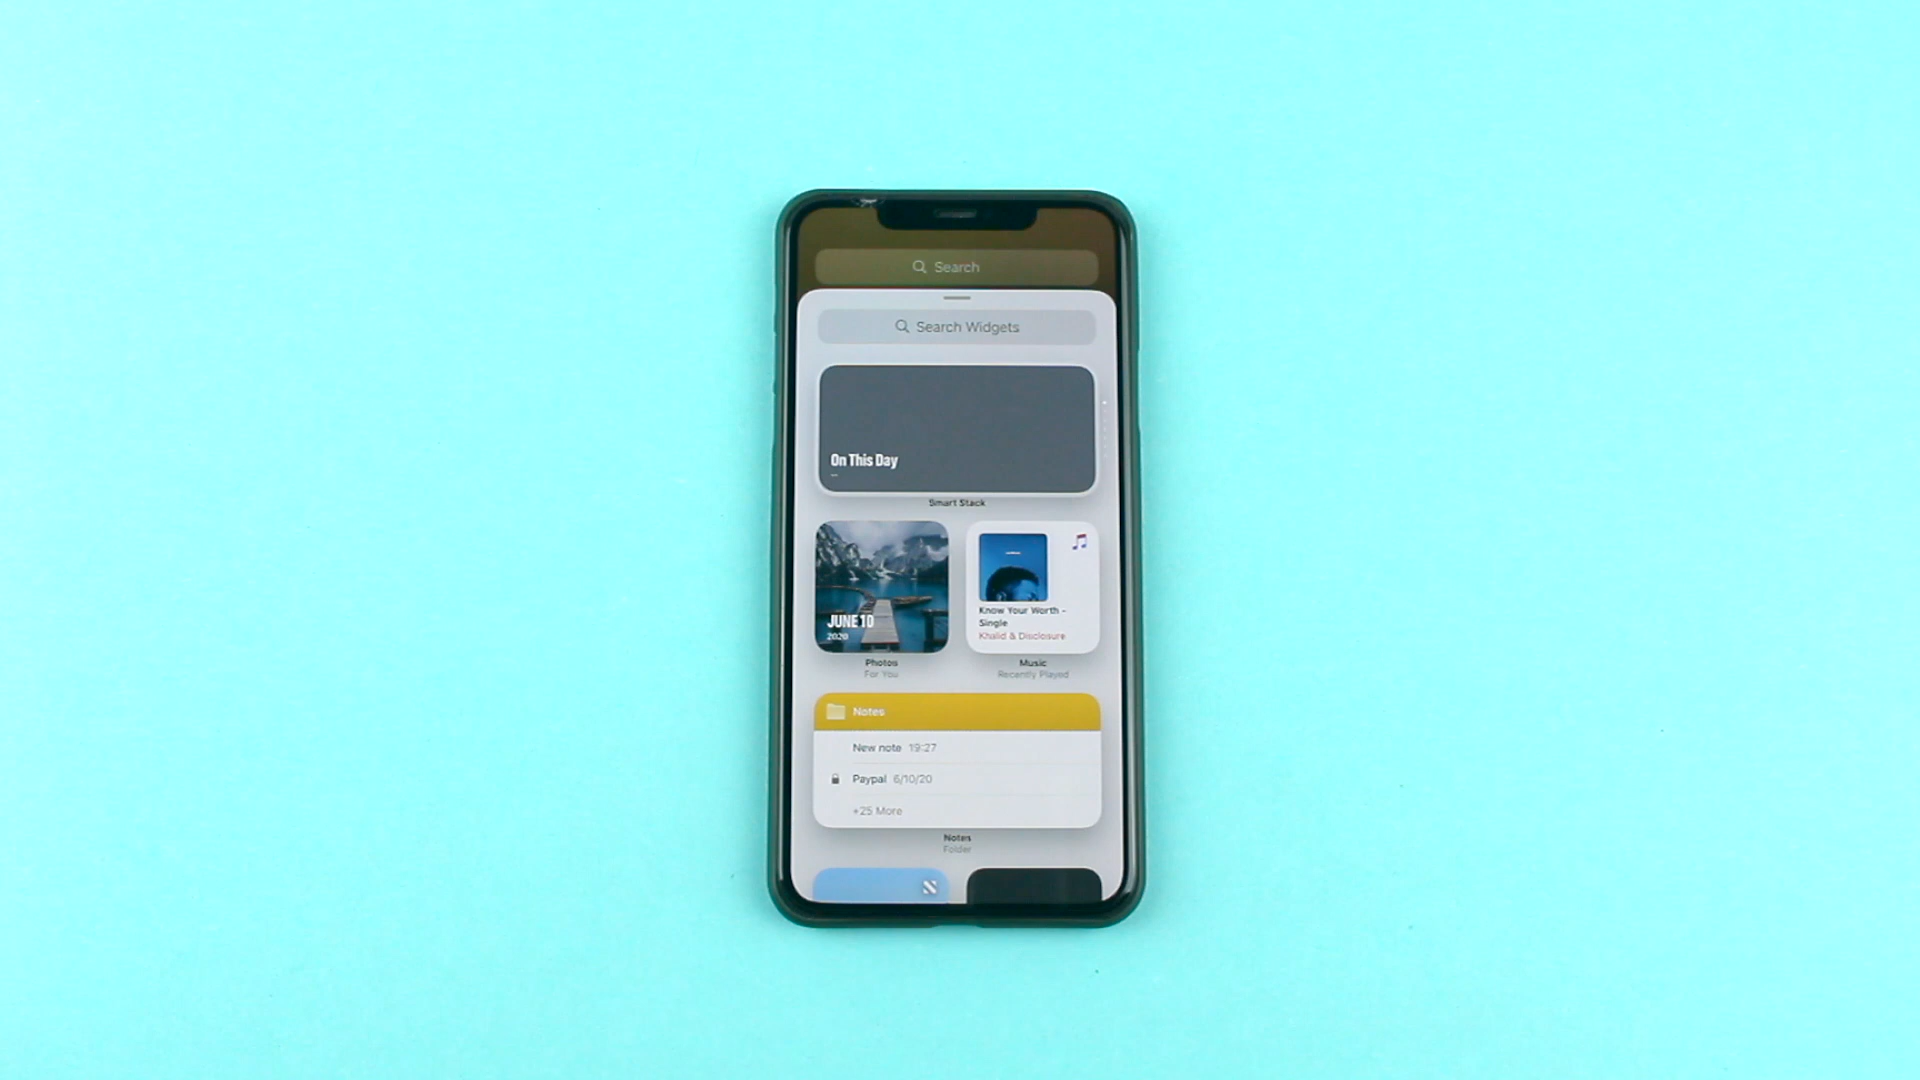 Search
Search Widgets
On This Day
Smart Stack
JUNE 10
2020
Photos
For You
Know Your Worth -
Single
Khalid & Disclosure
Music
Recently Played
Notes
New note 19:27
Paypal 6/10/20
+25 More
Notes
Folder